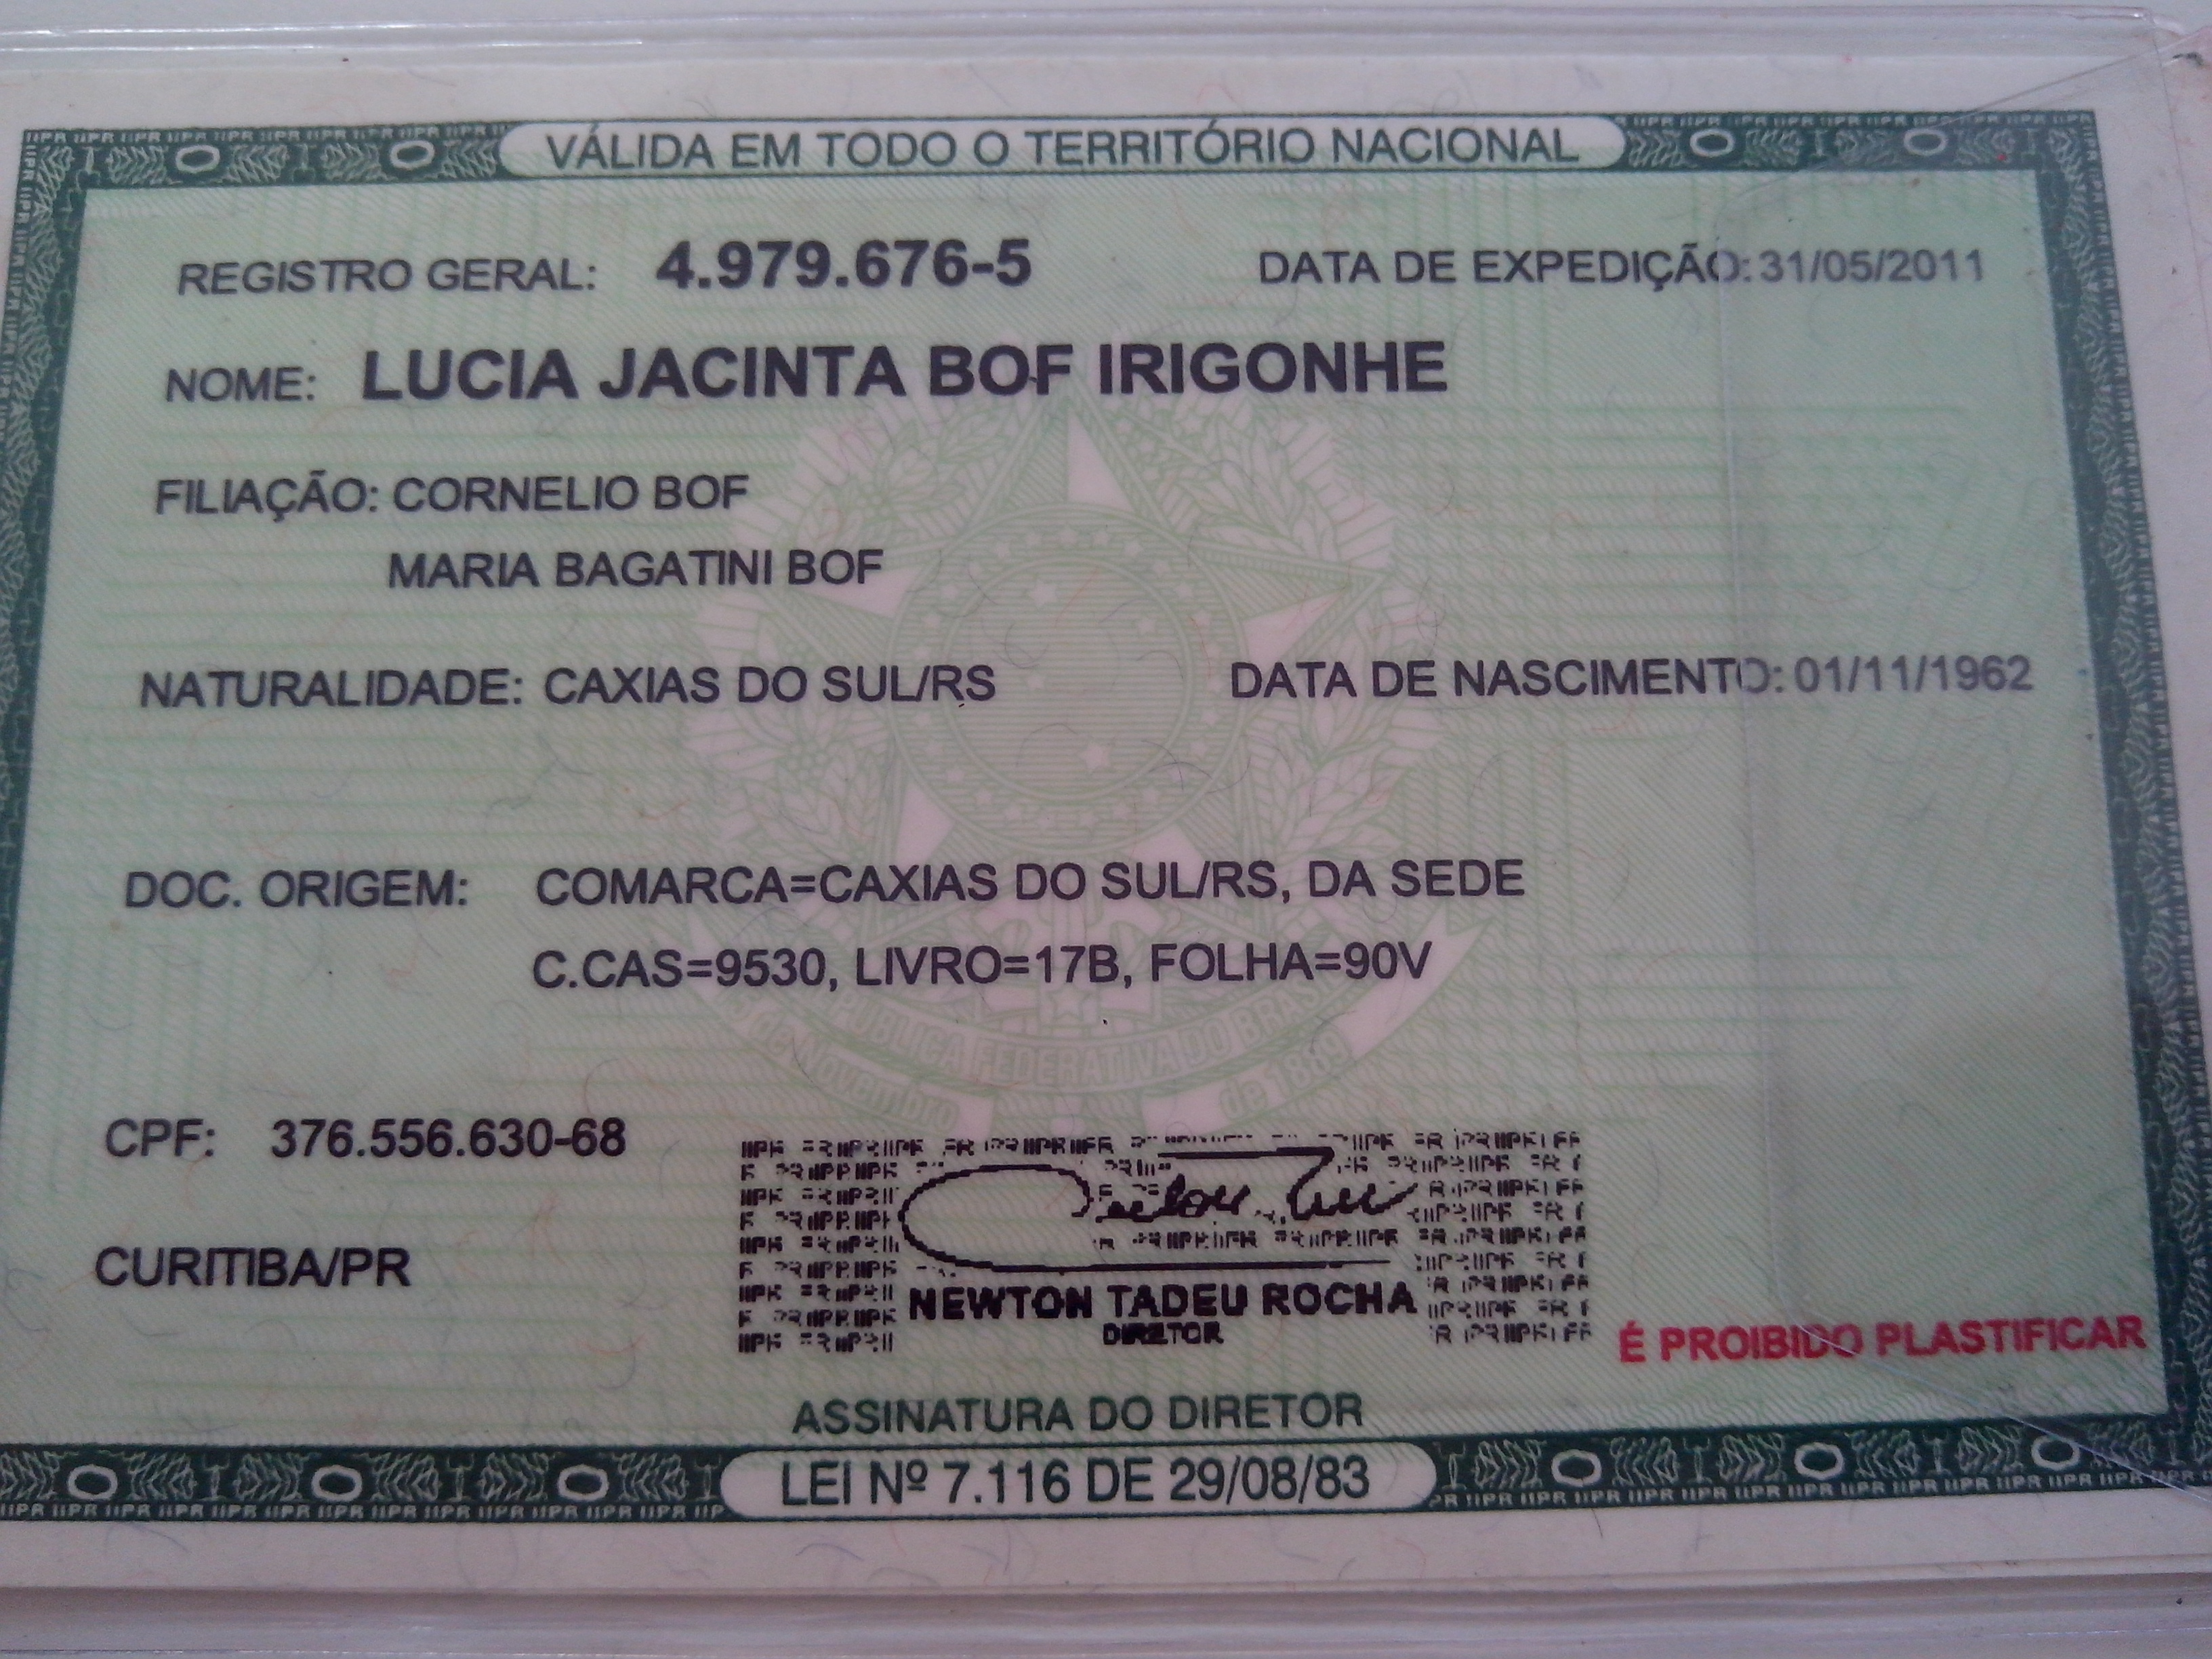 VÁLIDA EM TODO O TERRITÓRIO NACIONAL
REGISTRO GERAL: 4.979.676-5 DATA DE EXPEDIÇÃO: 31/05/2011
NOME: LUCIA JACINTA BOF IRIGONHE
FILIAÇÃO: CORNELIO BOF
MARIA BAGATINI BOF
NATURALIDADE: CAXIAS DO SUL/RS DATA DE NASCIMENTO: 01/11/1962
DOC. ORIGEM: COMARCA=CAXIAS DO SUL/RS, DA SEDE
C.CAS=9530, LIVRO=17B, FOLHA=90V
CPF: 376.556.630-68
CURITIBA/PR
NEWTON TADEU ROCHA
DIRETOR
É PROIBIDO PLASTIFICAR
ASSINATURA DO DIRETOR
LEI Nº 7.116 DE 29/08/83